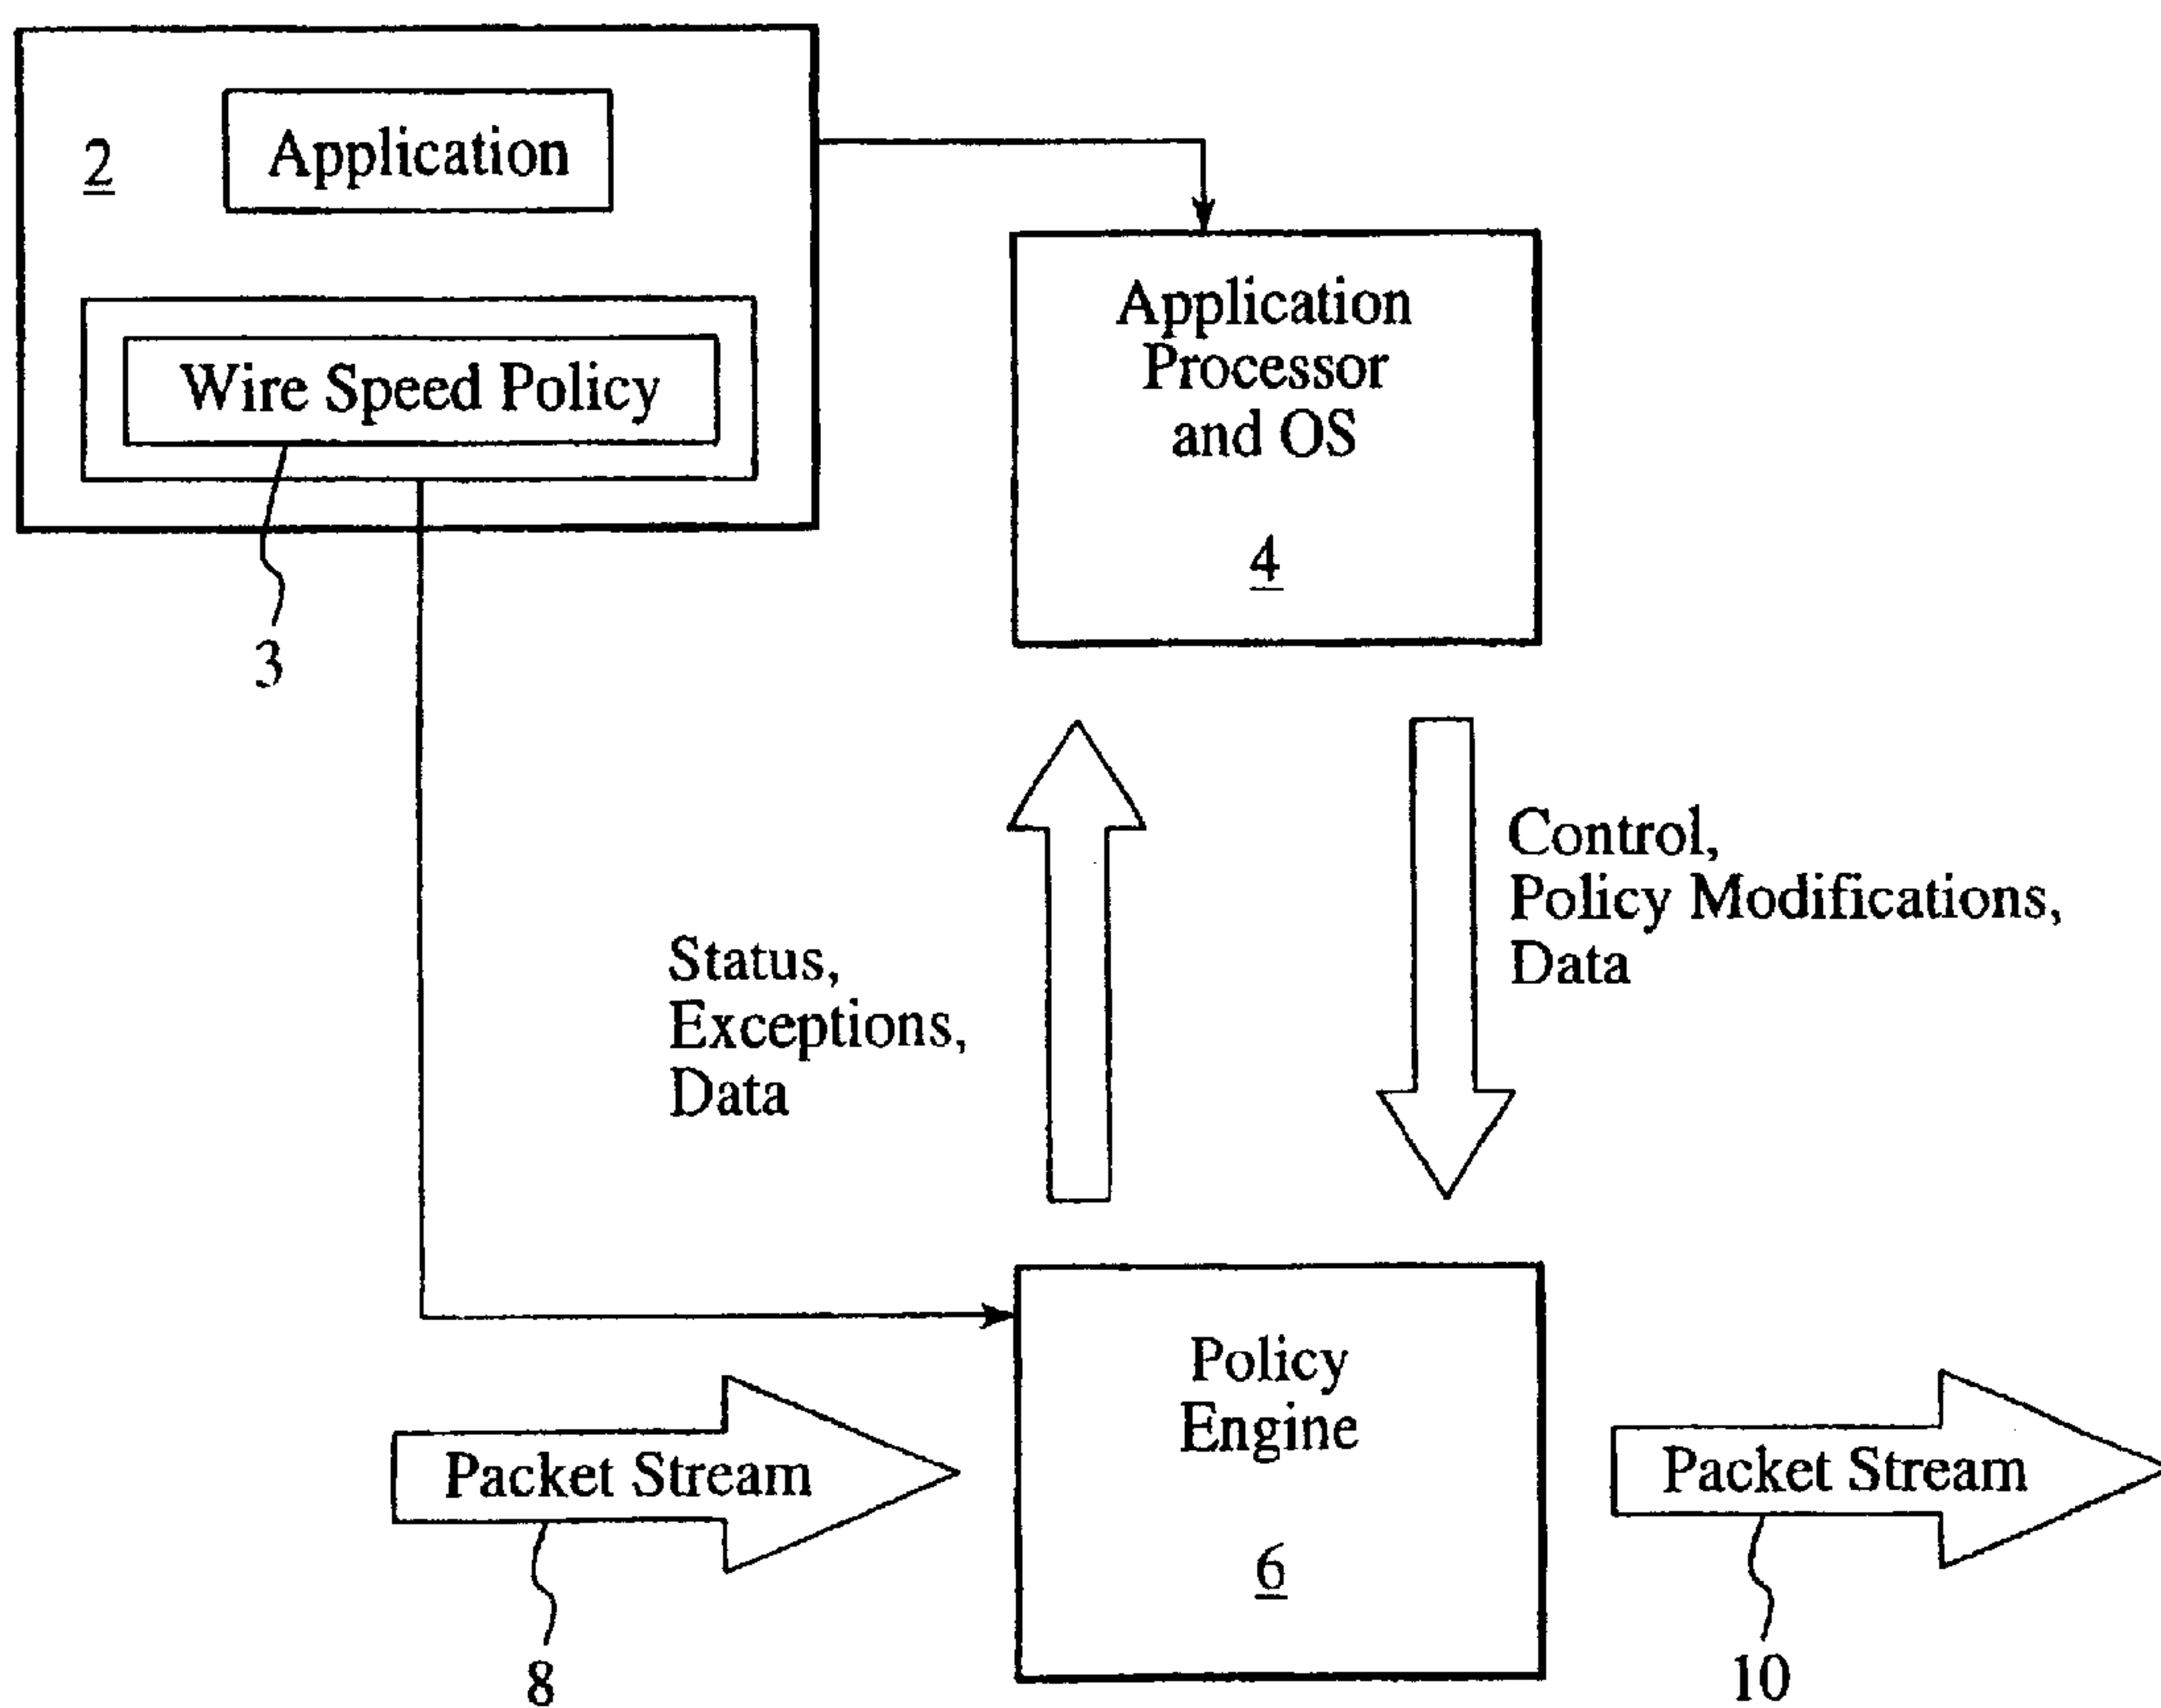 2
Application
Wire Speed Policy
3
Application
Processor
and OS
4
Status,
Exceptions,
Data
Control,
Policy Modifications,
Data
Packet Stream
8
Policy
Engine
6
Packet Stream
10